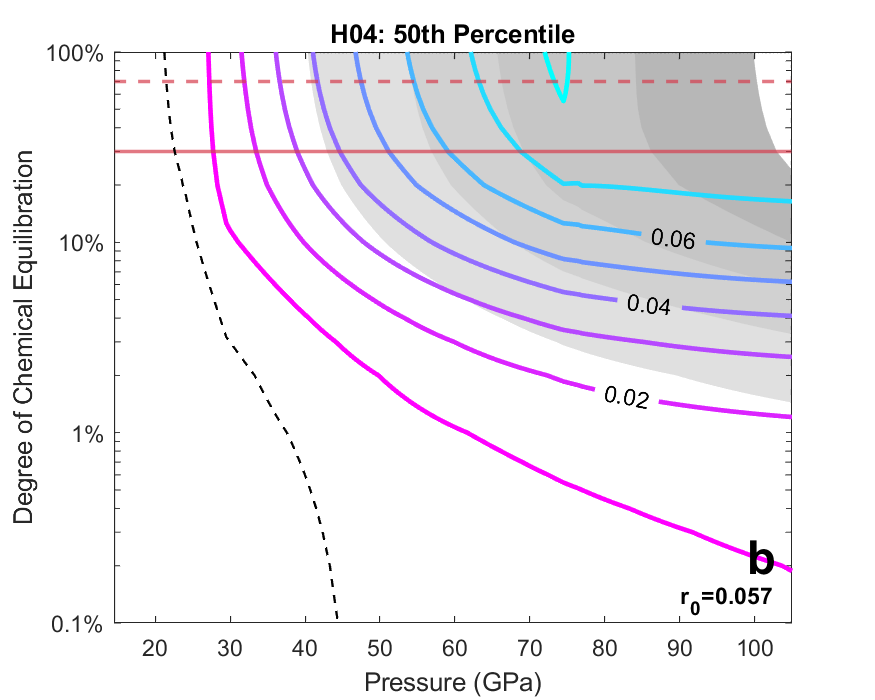 H04: 50th Percentile
Degree of Chemical Equilibration
100%
10%
1%
0.1%
0.06
0.04
0.02
b
r0=0.057
20 30 40 50 60 70 80 90 100
Pressure (GPa)